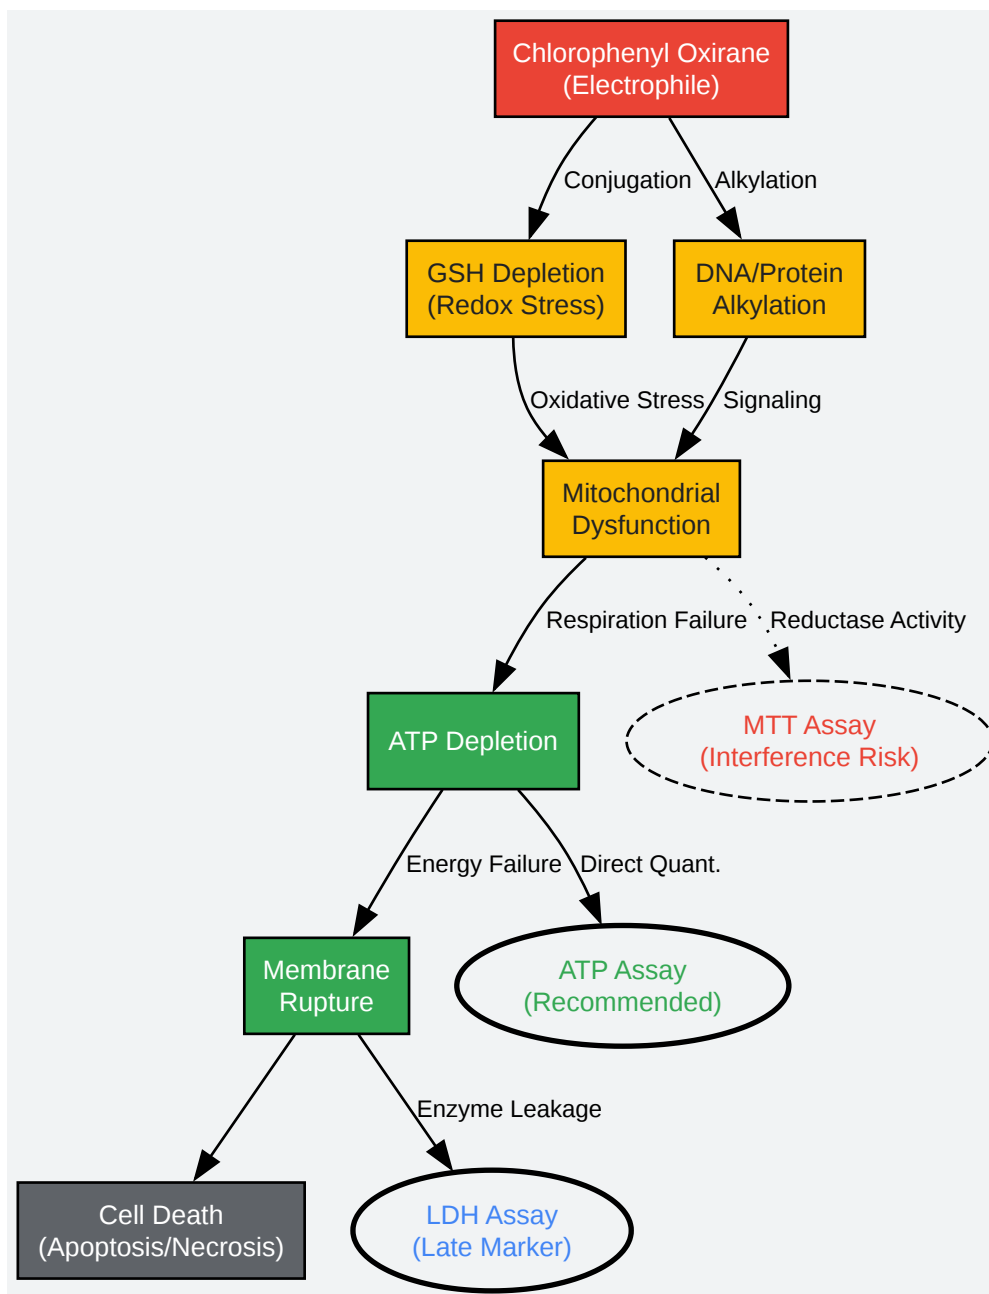 Chlorophenyl Oxirane
(Electrophile)
Conjugation
Alkylation
GSH Depletion
(Redox Stress)
DNA/Protein
Alkylation
Oxidative Stress
Signaling
Mitochondrial
Dysfunction
Respiration Failure
Reductase Activity
ATP Depletion
MTT Assay
(Interference Risk)
Energy Failure
Direct Quant.
Membrane
Rupture
ATP Assay
(Recommended)
Enzyme Leakage
Cell Death
(Apoptosis/Necrosis)
LDH Assay
(Late Marker)